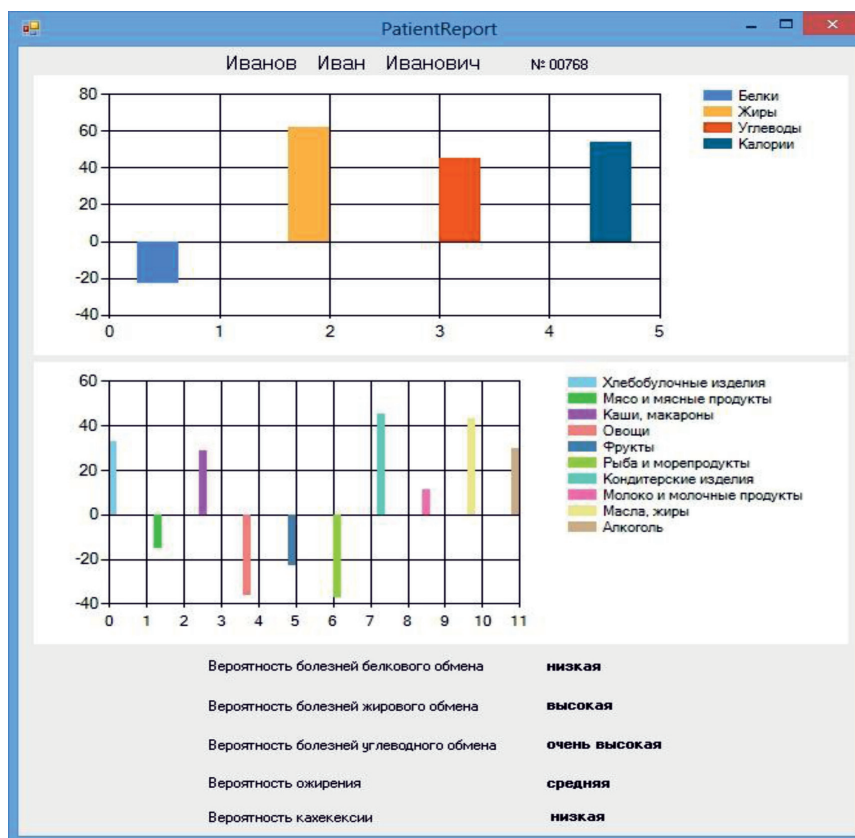 PatientReport
Иванов Иван Иванович № 00768
80
60
40
20
0
-20
-40
0 1 2 3 4 5
Белки
Жиры
Углеводы
Калории
60
40
20
0
-20
-40
0 1 2 3 4 5 6 7 8 9 10 11
Хлебобулочные изделия
Мясо и мясные продукты
Каши, макароны
Овощи
Фрукты
Рыба и морепродукты
Кондитерские изделия
Молоко и молочные продукты
Масла, жиры
Алкоголь
Вероятность болезней белкового обмена низкая
Вероятность болезней жирового обмена высокая
Вероятность болезней углеводного обмена очень высокая
Вероятность ожирения средняя
Вероятность кахекексии низкая